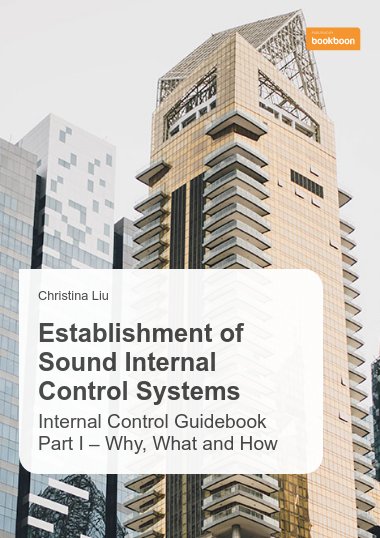 bookboon
Christina Liu
Establishment of
Sound Internal
Control Systems
Internal Control Guidebook
Part I – Why, What and How